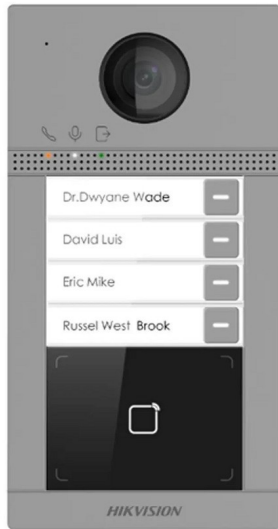 Dr.Dwyane Wade
David Luis
Eric Mike
Russel West Brook
HIKVISION